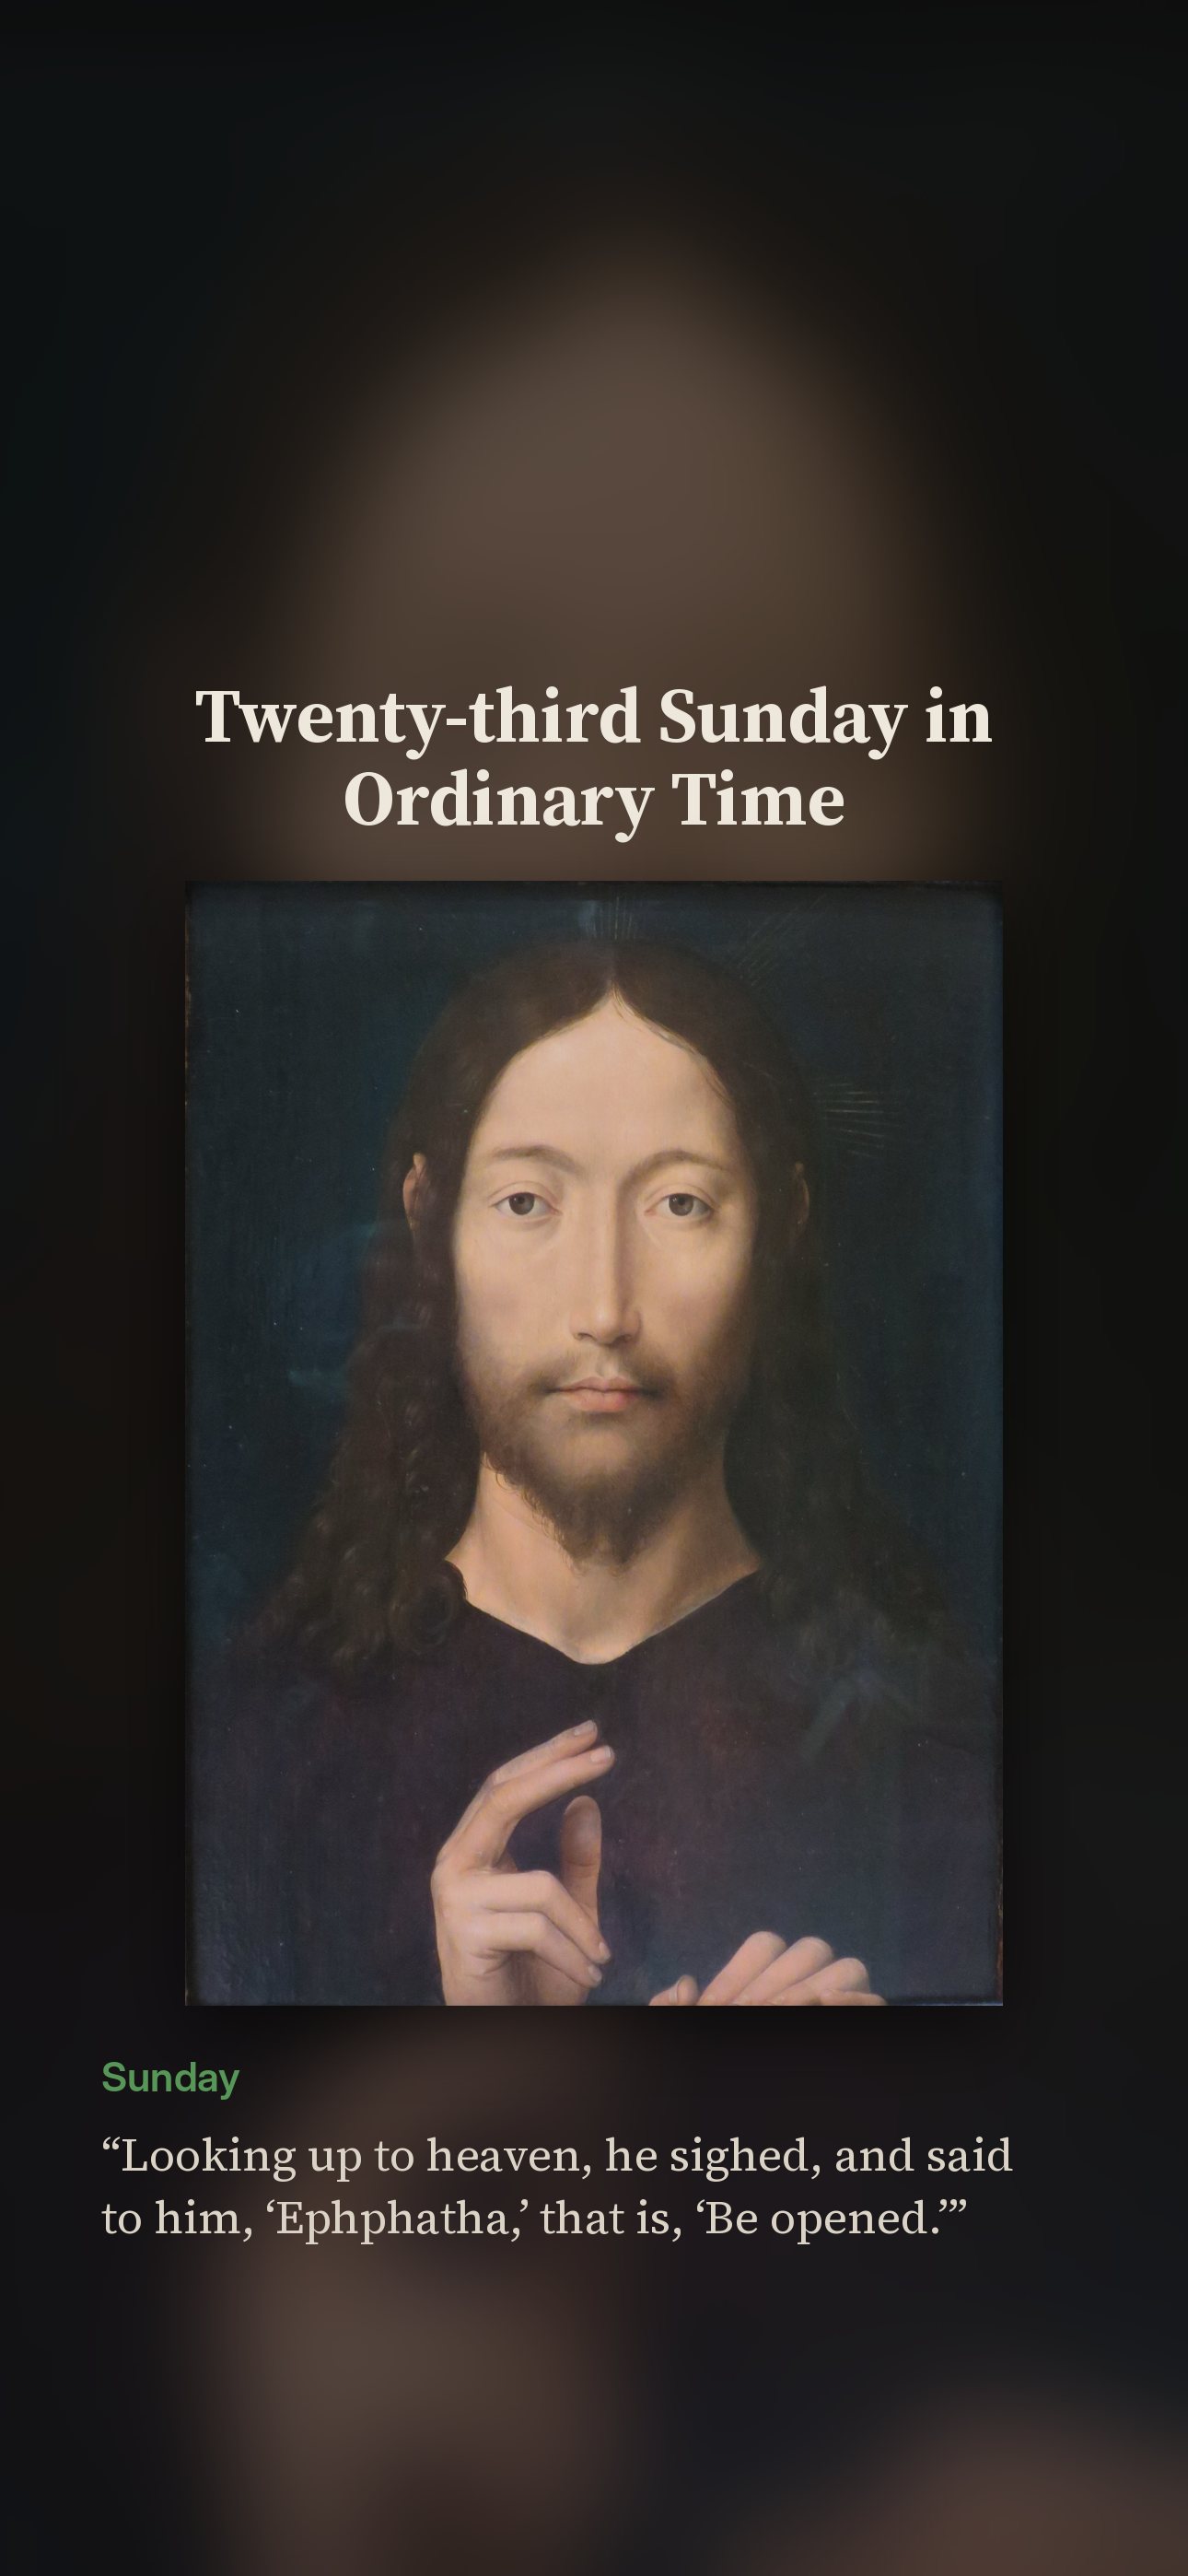 Twenty-third Sunday in
Ordinary Time
Sunday
“Looking up to heaven, he sighed, and said
to him, ‘Ephphatha,’ that is, ‘Be opened.’”